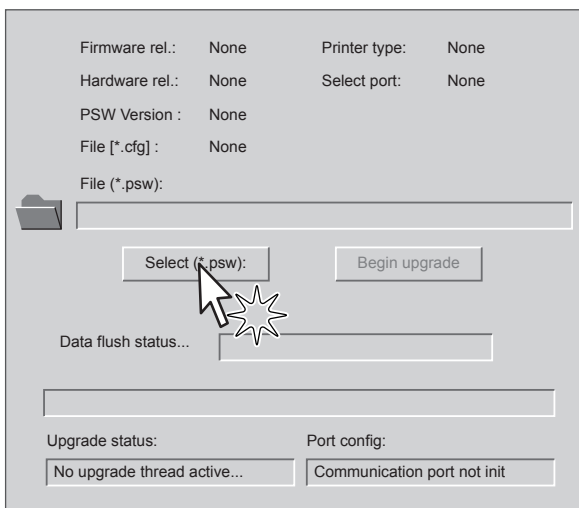 Firmware rel.: None Printer type: None
Hardware rel.: None Select port: None
PSW Version : None
File [*.cfg] : None
File (*.psw):
Select (*.psw): Begin upgrade
Data flush status...
Upgrade status: Port config:
No upgrade thread active... Communication port not init